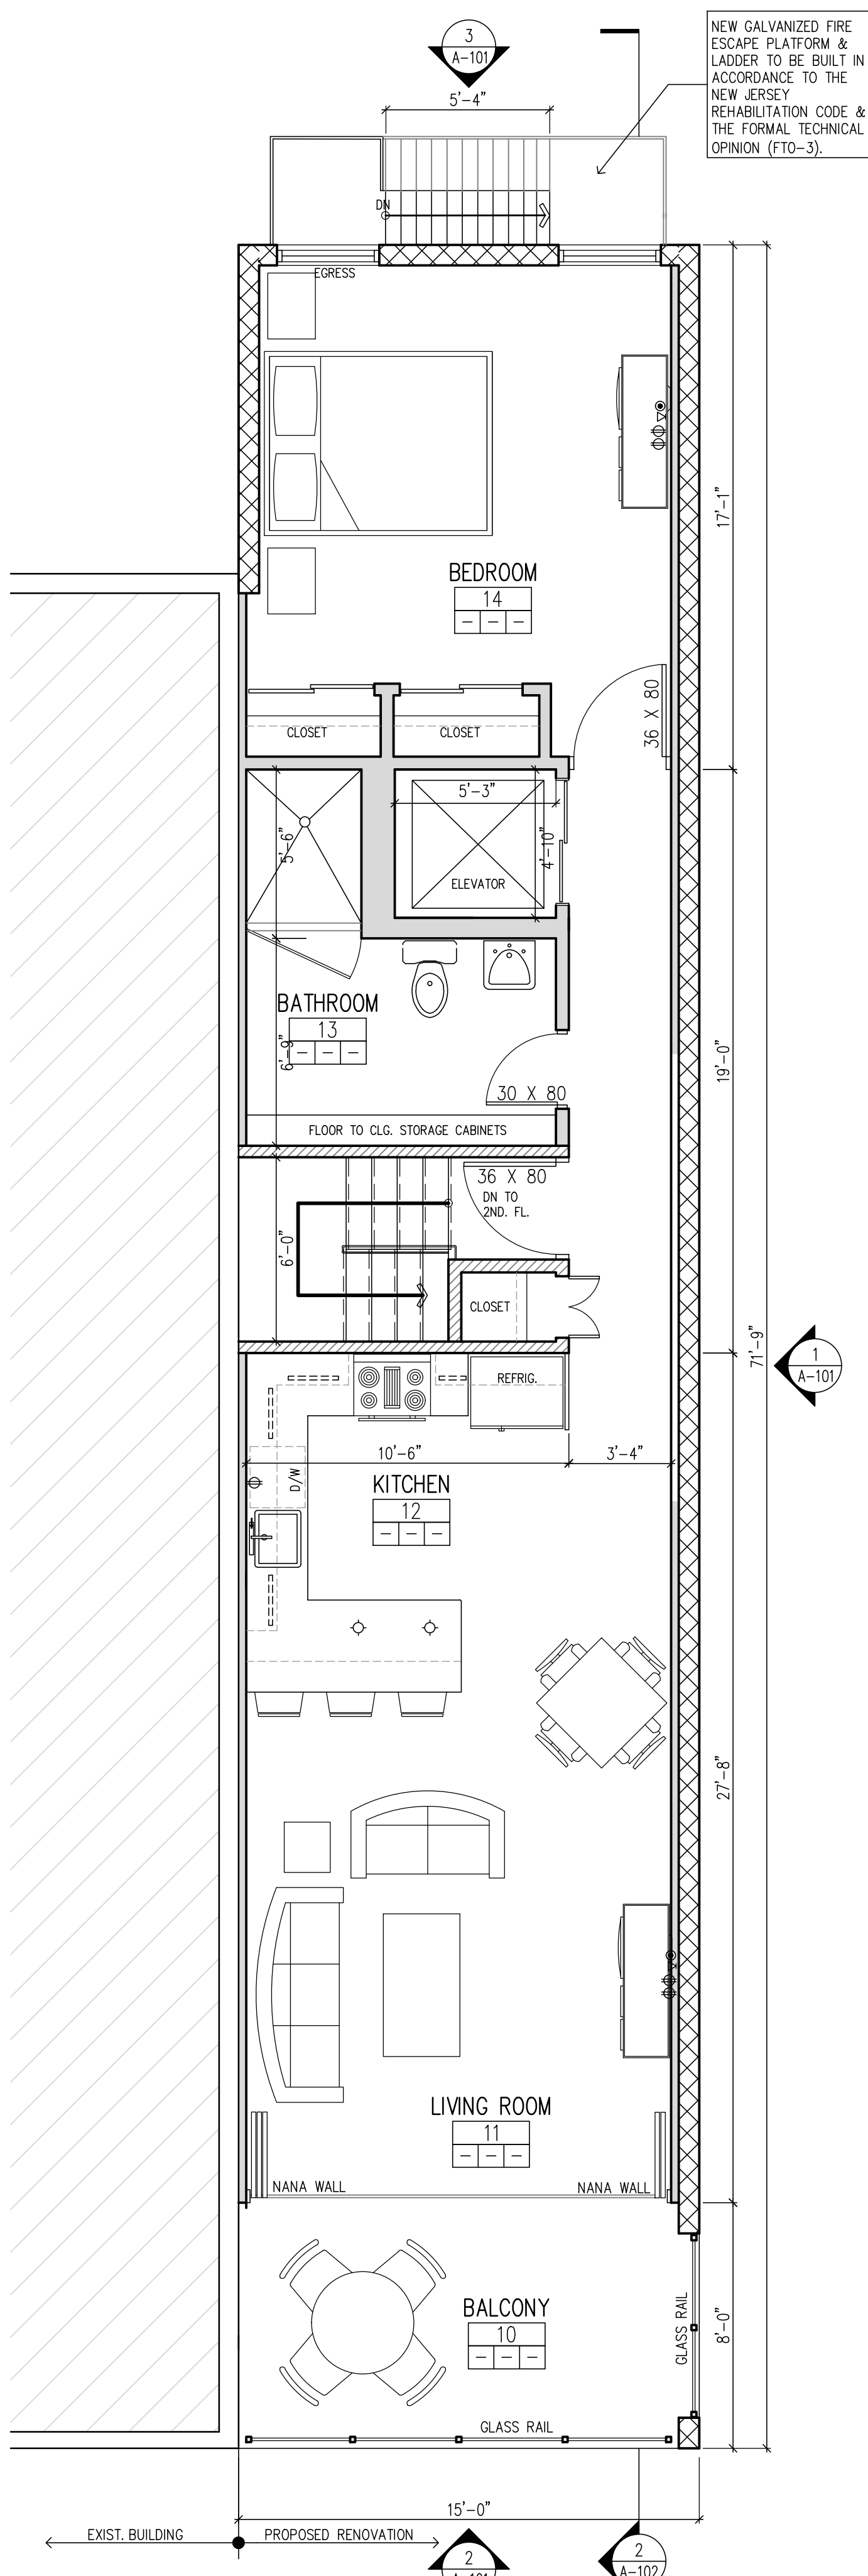 3
A-101
NEW GALVANIZED FIRE
ESCAPE PLATFORM &
LADDER TO BE BUILT IN
ACCORDANCE TO THE
NEW JERSEY
REHABILITATION CODE &
THE FORMAL TECHNICAL
OPINION (FTO-3).
5'-4"
DN
EGRESS
17'-1"
BEDROOM
14
- - -
36 X 80
CLOSET
CLOSET
5'-3"
5'-6"
4'-10"
ELEVATOR
BATHROOM
13
- - -
6'-9"
19'-0"
30 X 80
FLOOR TO CLG. STORAGE CABINETS
36 X 80
DN TO
2ND. FL.
6'-0"
CLOSET
71'-9"
1
A-101
REFRIG.
10'-6"
3'-4"
D/W
KITCHEN
12
- - -
27'-8"
LIVING ROOM
11
- - -
NANA WALL
NANA WALL
BALCONY
10
- - -
GLASS RAIL
8'-0"
GLASS RAIL
15'-0"
EXIST. BUILDING
PROPOSED RENOVATION
2
A-101
2
A-102